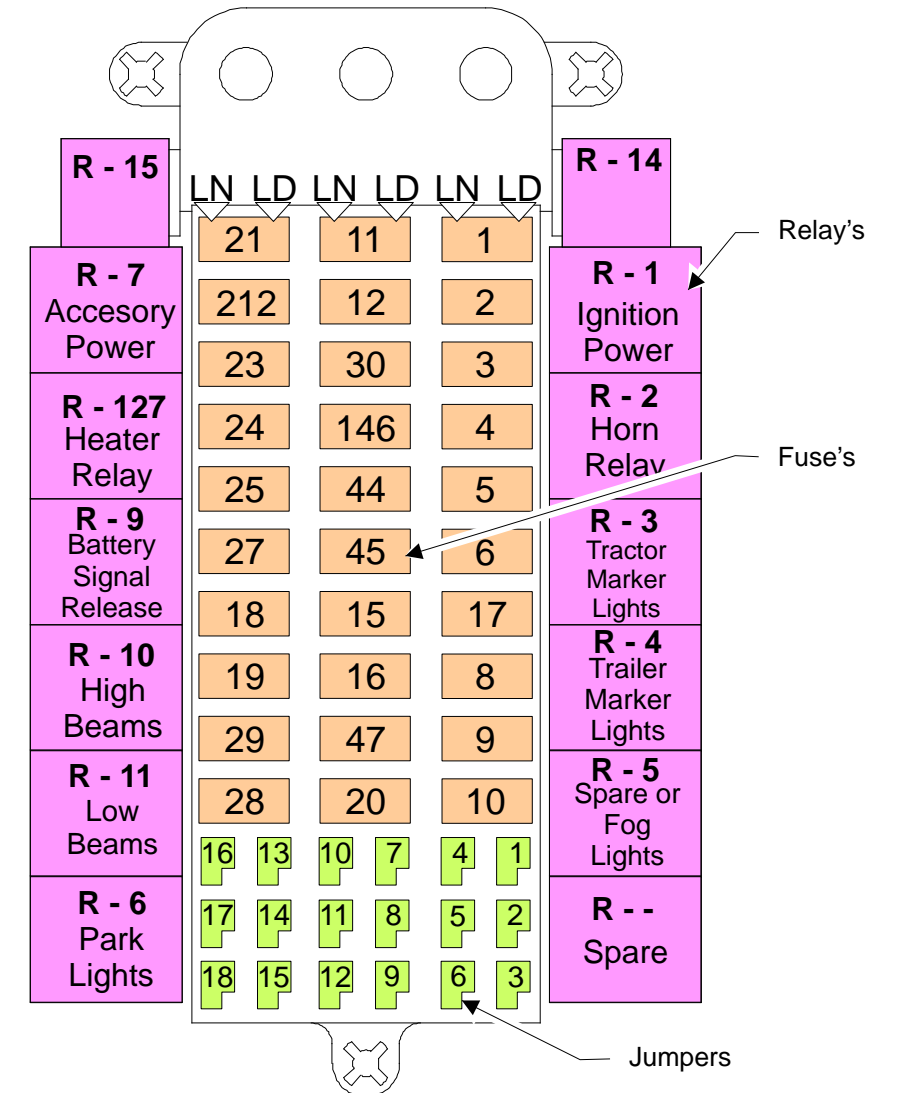 R - 15
R - 14
LN LD LN LD LN LD
Relay's
21 11 1
R - 7
Accesory
Power
R - 1
Ignition
Power
212 12 2
23 30 3
R - 127
Heater
Relay
R - 2
Horn
Relay
24 146 4
Fuse's
25 44 5
R - 9
Battery
Signal
Release
R - 3
Tractor
Marker
Lights
27 45 6
18 15 17
R - 10
High
Beams
R - 4
Trailer
Marker
Lights
19 16 8
29 47 9
R - 11
Low
Beams
R - 5
Spare or
Fog
Lights
28 20 10
16 13 10 7 4 1
R - 6
Park
Lights
R - -
Spare
17 14 11 8 5 2
18 15 12 9 6 3
Jumpers